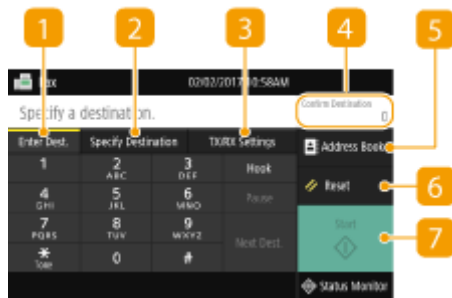 1
2
3
4
5
Fax
02/02/2017 10:58AM
Specify a destination.
Confirm Destination
0
Enter Dest.
Specify Destination
TX/RX Settings
Address Book
1
2
ABC
3
DEF
Hook
Reset
6
4
GHI
5
JKL
6
MNO
Pause
7
PQRS
8
TUV
9
WXYZ
Next Dest.
Start
7
*
Tone
0
#
Status Monitor